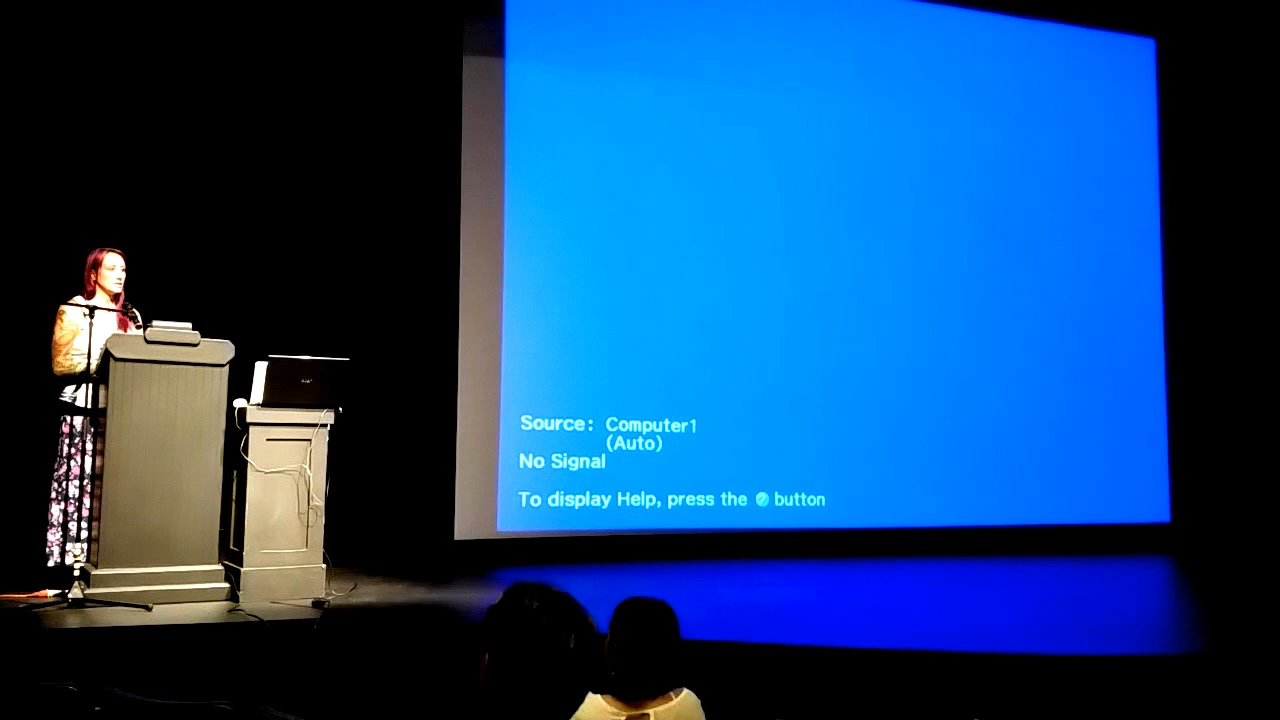 Source: Computer1
(Auto)
No Signal
To display Help, press the ? button